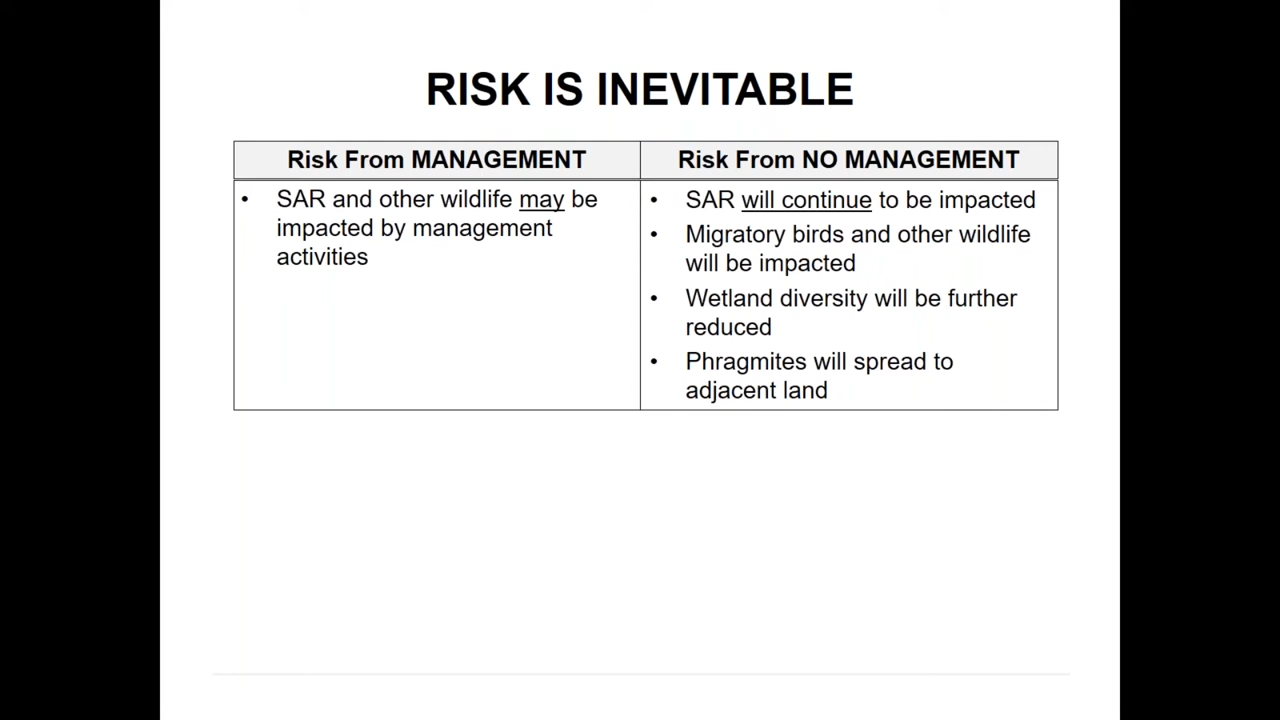 RISK IS INEVITABLE
Risk From MANAGEMENT
Risk From NO MANAGEMENT
• SAR and other wildlife may be
impacted by management
activities
• SAR will continue to be impacted
• Migratory birds and other wildlife
will be impacted
• Wetland diversity will be further
reduced
• Phragmites will spread to
adjacent land